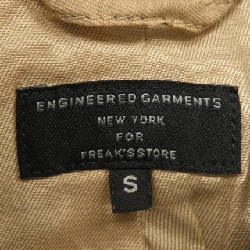 ENGINEERED GARMENTS
NEW YORK
FOR
FREAK'S STORE
S